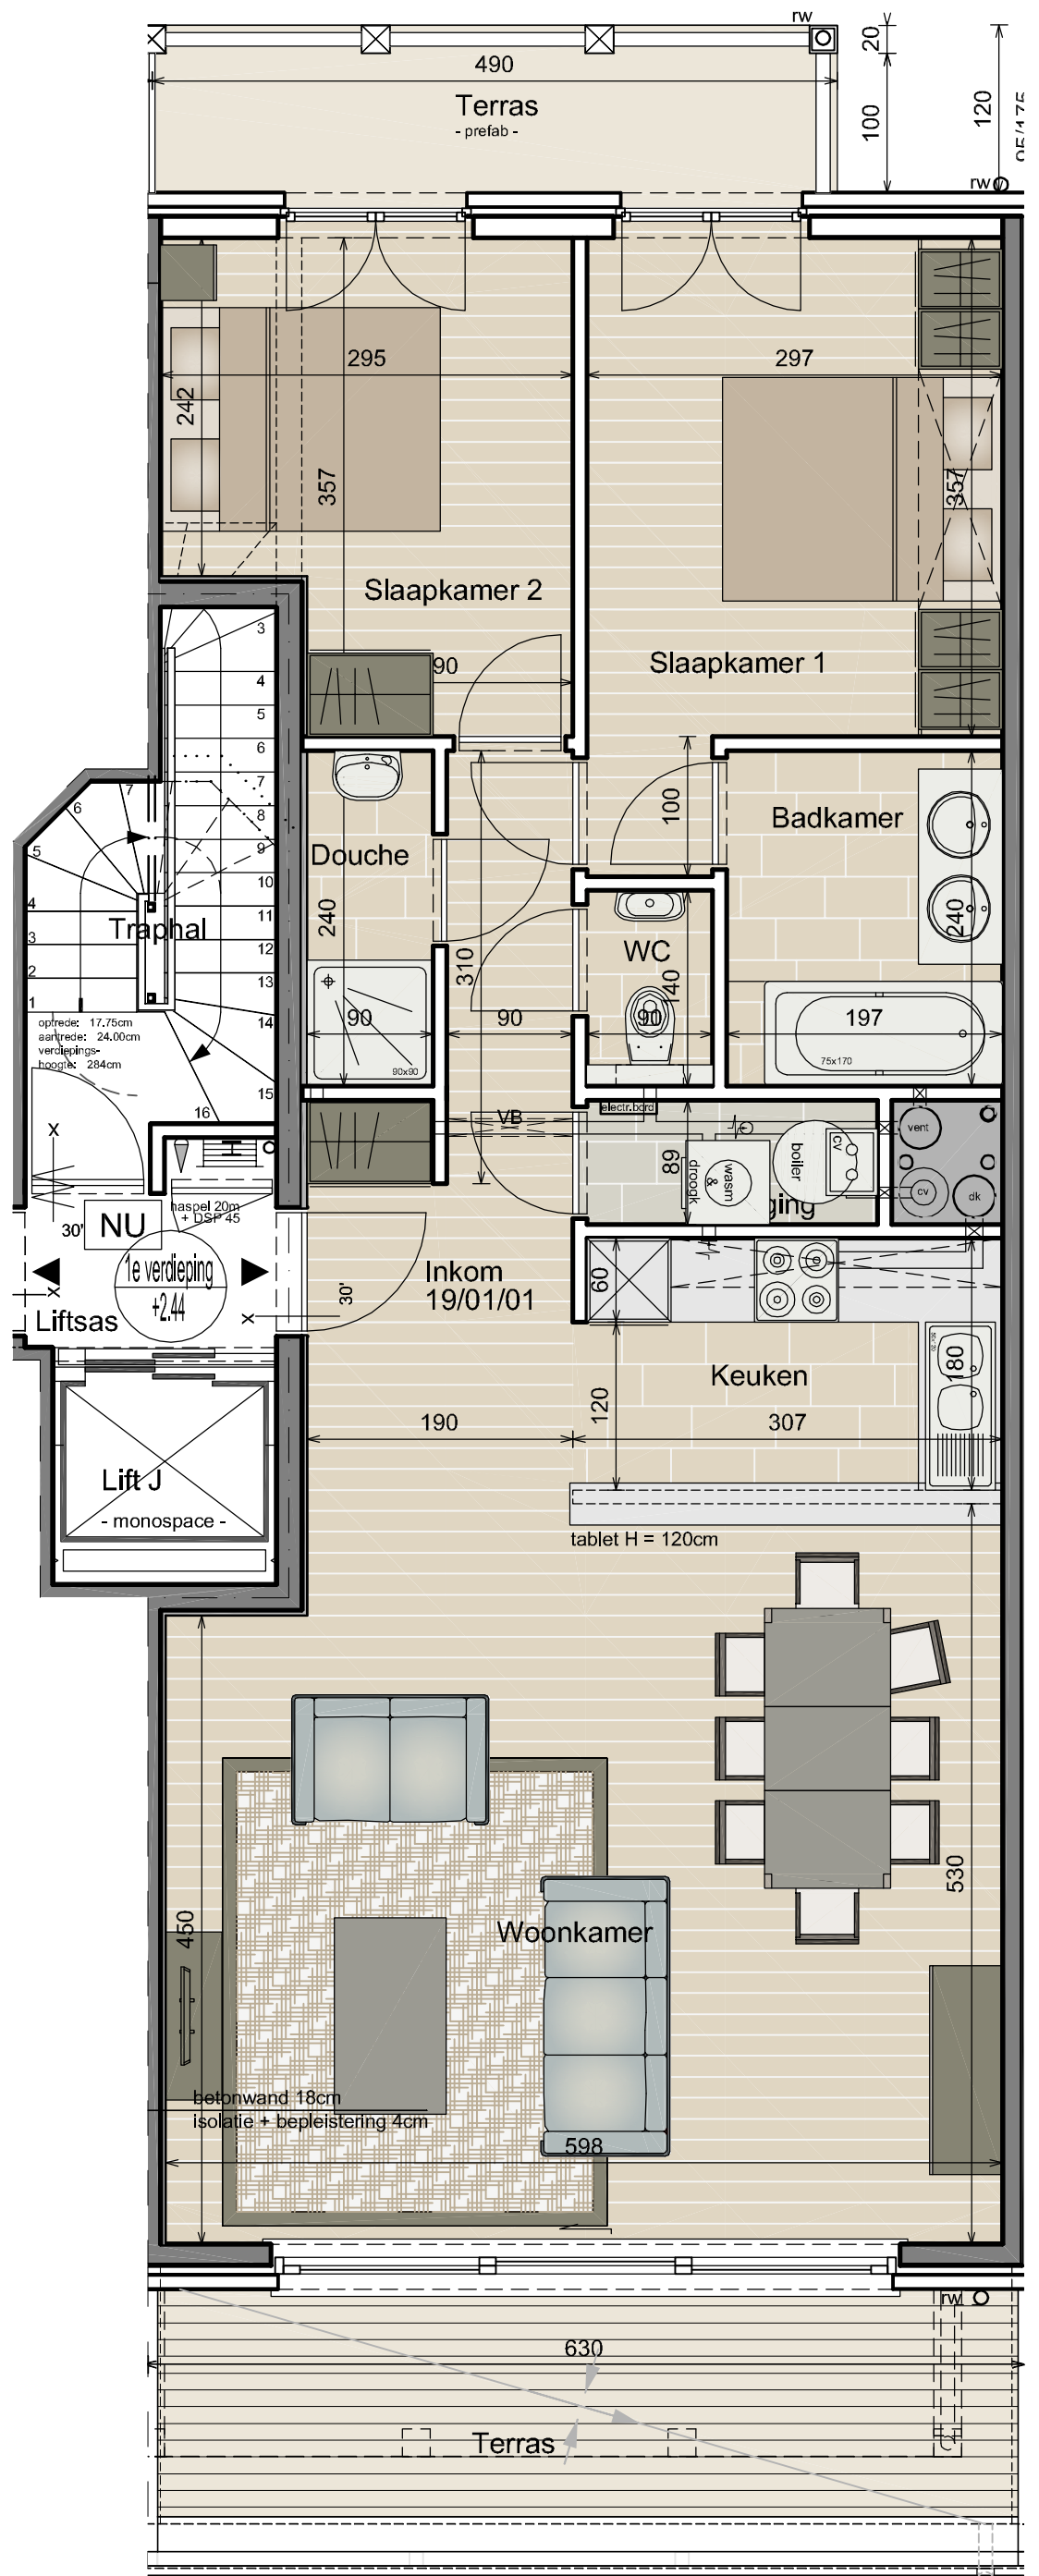 rw
20
490
Terras
- prefab -
100
120
95/175
rw
295
297
242
357
357
Slaapkamer 2
Slaapkamer 1
90
3
4
5
6
7
8
9
10
11
12
13
14
15
16
7
6
5
4
3
2
1
Traphal
optrede: 17.75cm
aantrede: 24.00cm
verdiepings-
hoogte: 284cm
Douche
240
90
90x90
310
90
100
Badkamer
WC
140
90
240
197
75x170
VB
electr.bord
89
wasm
&
droogk
boiler
cv
ging
vent
cv
dk
haspel 20m
+ DSP 45
30'
NU
1e verdieping
+2.44
Liftsas
x
x
x
30'
Inkom
19/01/01
60
Keuken
180
120
190
307
Lift J
- monospace -
tablet H = 120cm
530
450
Woonkamer
betonwand 18cm
isolatie + bepleistering 4cm
598
rw
630
Terras